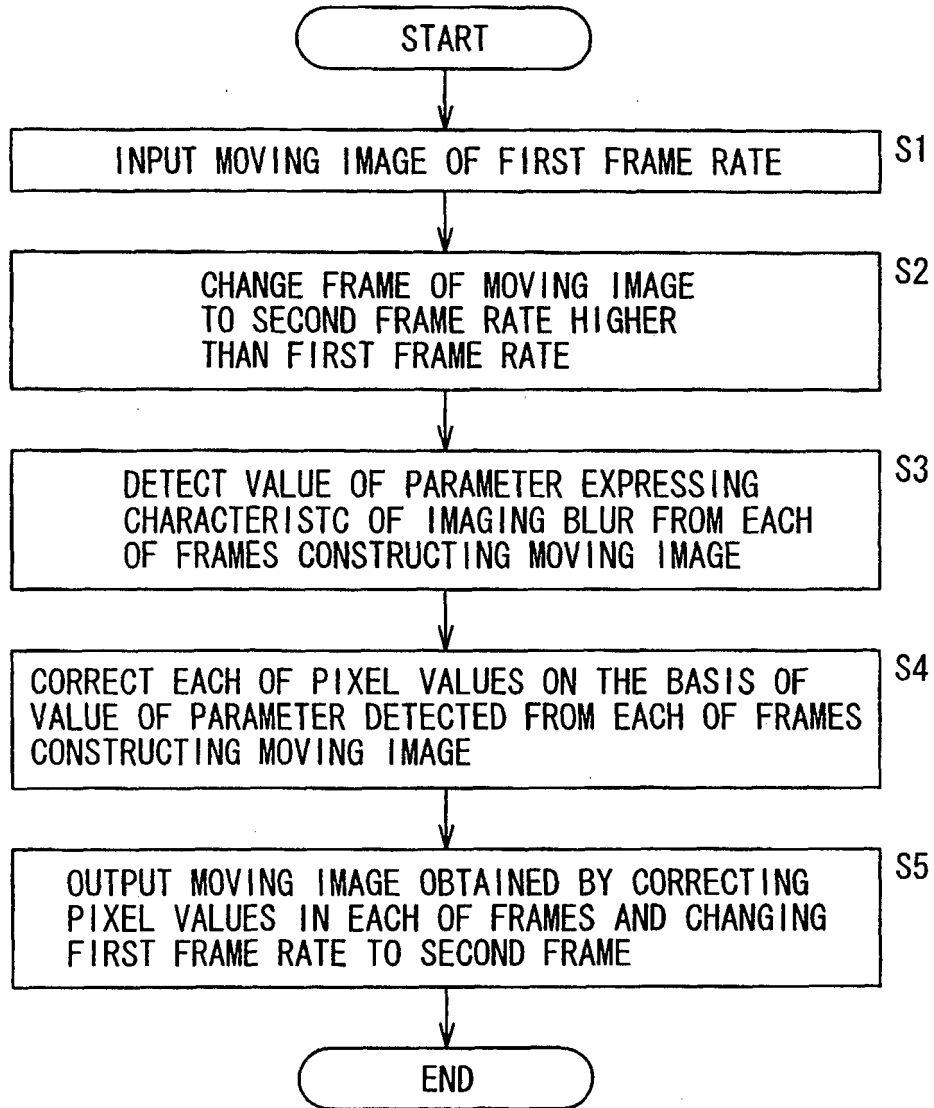 START
INPUT MOVING IMAGE OF FIRST FRAME RATE
S1
CHANGE FRAME OF MOVING IMAGE
TO SECOND FRAME RATE HIGHER
THAN FIRST FRAME RATE
S2
DETECT VALUE OF PARAMETER EXPRESSING
CHARACTERISTC OF IMAGING BLUR FROM EACH
OF FRAMES CONSTRUCTING MOVING IMAGE
S3
CORRECT EACH OF PIXEL VALUES ON THE BASIS OF
VALUE OF PARAMETER DETECTED FROM EACH OF FRAMES
CONSTRUCTING MOVING IMAGE
S4
OUTPUT MOVING IMAGE OBTAINED BY CORRECTING
PIXEL VALUES IN EACH OF FRAMES AND CHANGING
FIRST FRAME RATE TO SECOND FRAME
S5
END